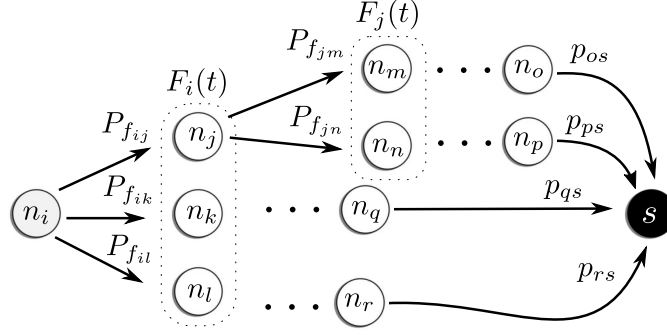 F_j(t)
P_{f_{jm}} n_m . . . n_o p_{os}
F_i(t)
P_{f_{jn}}
P_{f_{ij}} n_j n_n . . . n_p p_{ps}
P_{f_{ik}} p_{qs}
n_i n_k . . . n_q s
P_{f_{il}}
p_{rs}
n_l . . . n_r